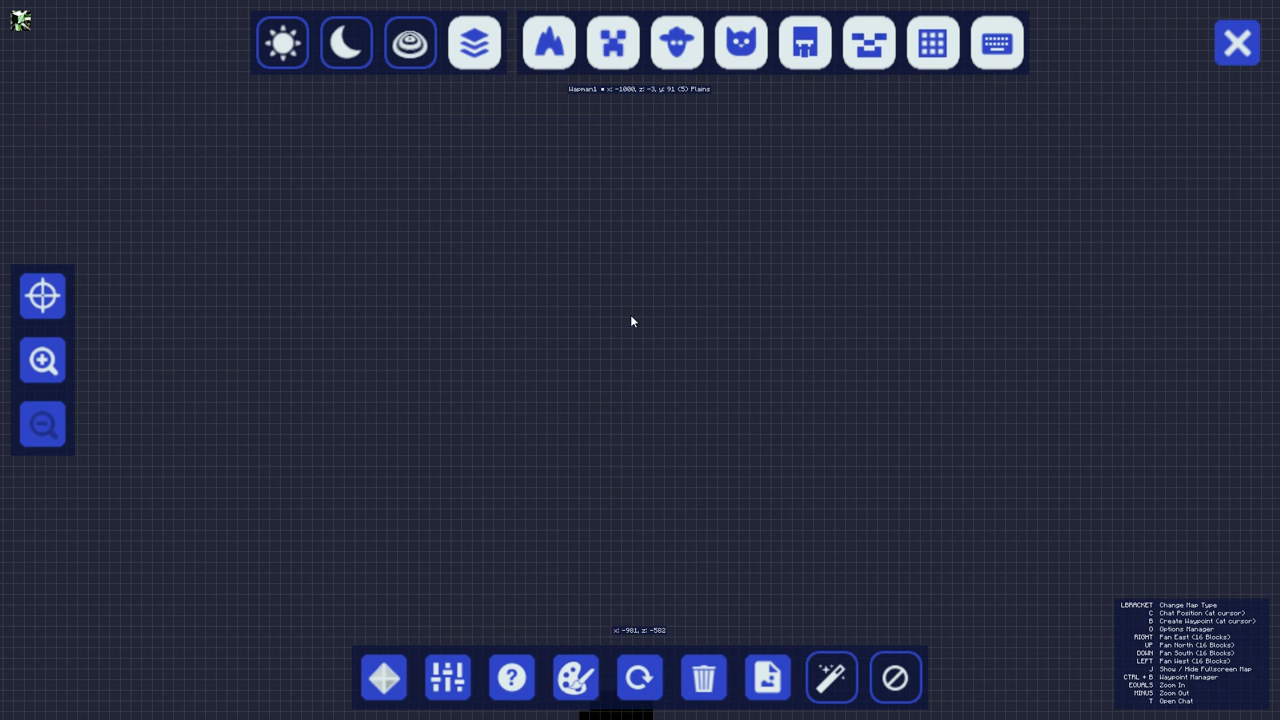 Wapman1 ■ x: -1000, z: -3, y: 91 (5) Plains
x: -981, z: -582
LBRACKET Change Map Type
C Chat Position (at cursor)
B Create Waypoint (at cursor)
O Options Manager
RIGHT Pan East (16 Blocks)
UP Pan North (16 Blocks)
DOWN Pan South (16 Blocks)
LEFT Pan West (16 Blocks)
J Show / Hide Fullscreen Map
CTRL + B Waypoint Manager
EQUALS Zoom In
MINUS Zoom Out
T Open Chat